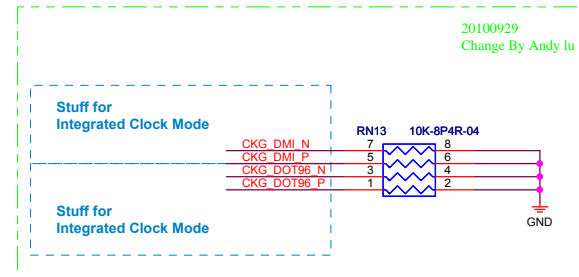 20100929
Change By Andy lu
Stuff for
Integrated Clock Mode
RN13 10K-8P4R-04
CKG_DMI_N 7 8
CKG_DMI_P 5 6
CKG_DOT96_N 3 4
CKG_DOT96_P 1 2
Stuff for
Integrated Clock Mode
GND